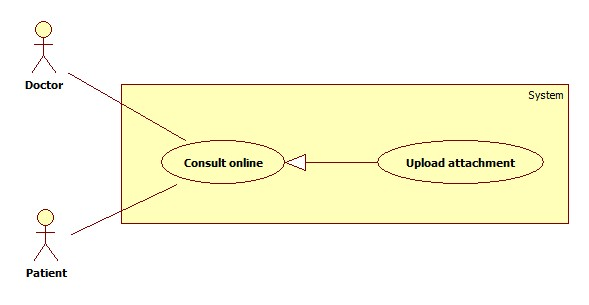 Doctor
System
Consult online
Upload attachment
Patient